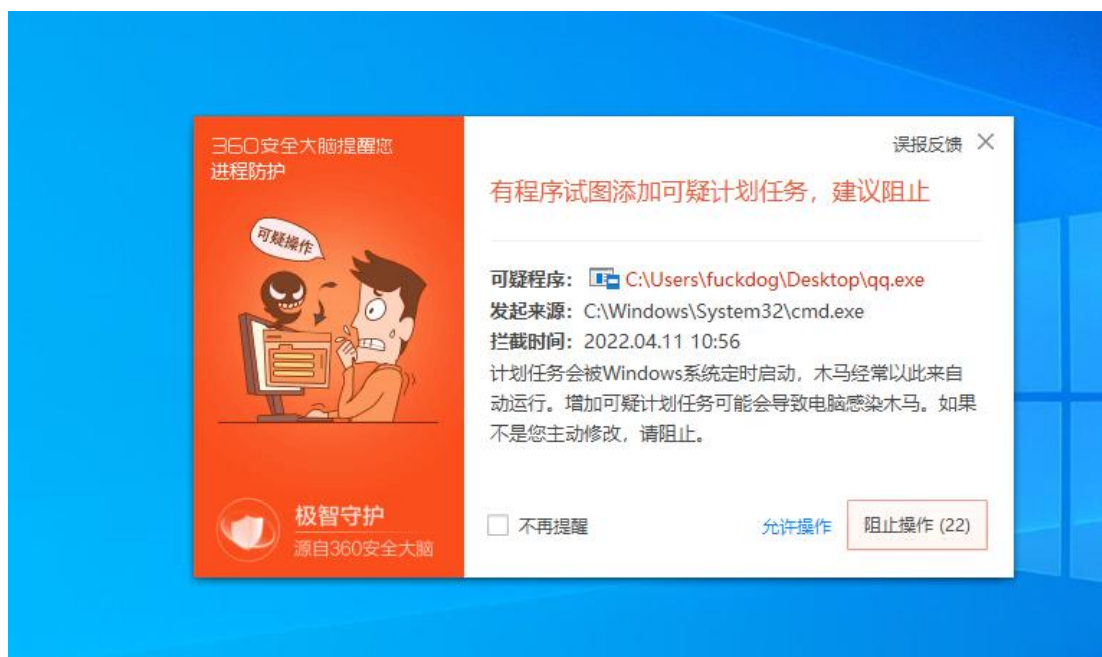 360安全大脑提醒您
进程防护
可疑操作
极智守护
源自360安全大脑
误报反馈
有程序试图添加可疑计划任务，建议阻止
可疑程序： C:\Users\fuckdog\Desktop\qq.exe
发起来源：C:\Windows\System32\cmd.exe
拦截时间：2022.04.11 10:56
计划任务会被Windows系统定时启动，木马经常以此来自
动运行。增加可疑计划任务可能会导致电脑感染木马。如果
不是您主动修改，请阻止。
不再提醒
允许操作
阻止操作 (22)